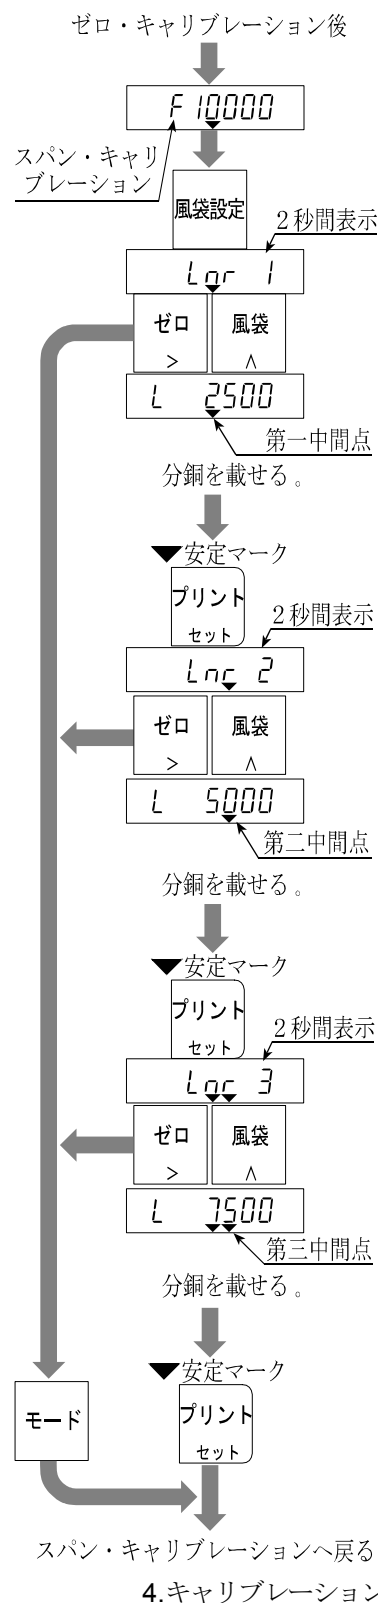 ゼロ・キャリブレーション後
F 10000
スパン・キャリ
ブレーション
風袋設定
2秒間表示
Lnr 1
ゼロ 風袋
> ∧
L 2500
第一中間点
分銅を載せる。
▼安定マーク
プリント
セット
2秒間表示
Lnr 2
ゼロ 風袋
> ∧
L 5000
第二中間点
分銅を載せる。
▼安定マーク
プリント
セット
2秒間表示
Lnr 3
ゼロ 風袋
> ∧
L 7500
第三中間点
分銅を載せる。
▼安定マーク
モード
プリント
セット
スパン・キャリブレーションへ戻る
4.キャリブレーション